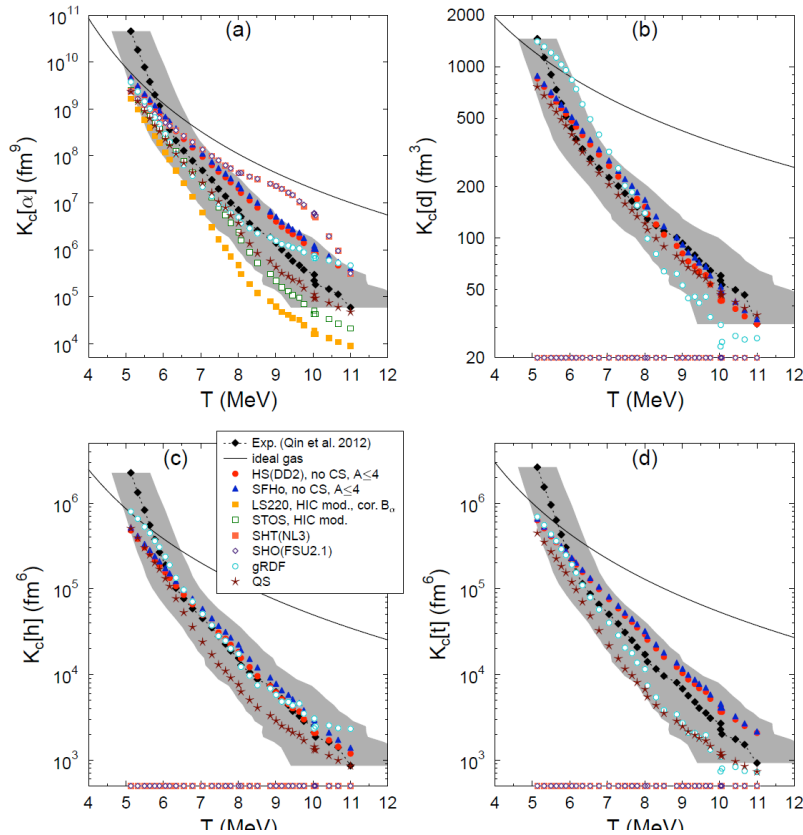 (a)
10¹¹
10¹⁰
10⁹
10⁸
10⁷
10⁶
10⁵
10⁴
K_c[α] (fm⁹)
4 5 6 7 8 9 10 11 12
T (MeV)
(b)
2000
1000
500
200
100
50
20
K_c[d] (fm³)
4 5 6 7 8 9 10 11 12
T (MeV)
(c)
10⁶
10⁵
10⁴
10³
K_c[h] (fm⁶)
4 5 6 7 8 9 10 11 12
T (MeV)
Exp. (Qin et al. 2012)
ideal gas
HS(DD2), no CS, A≤4
SFHo, no CS, A≤4
LS220, HIC mod., cor. B_α
STOS, HIC mod.
SHT(NL3)
SHO(FSU2.1)
gRDF
QS
(d)
10⁶
10⁵
10⁴
10³
K_c[t] (fm⁶)
4 5 6 7 8 9 10 11 12
T (MeV)